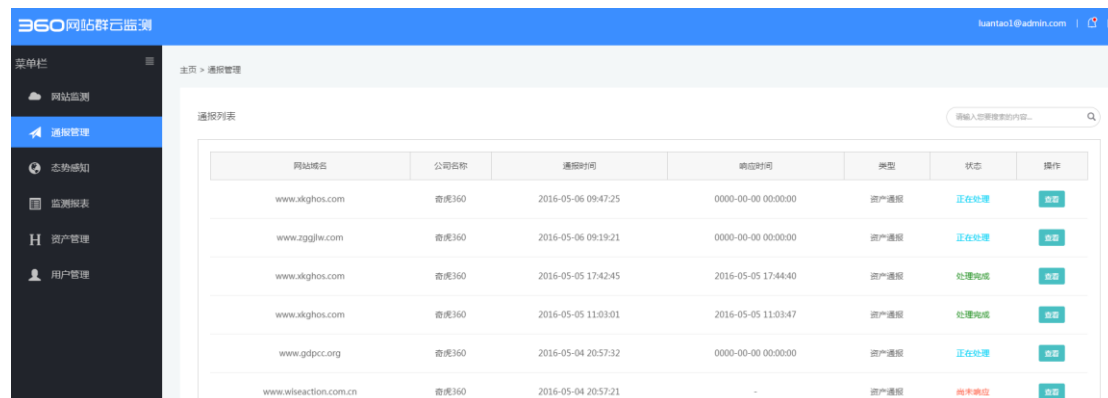 360网站群云监测
luantao1@admin.com |
菜单栏
网站监测
通报管理
态势感知
监测报表
资产管理
用户管理
主页 > 通报管理
通报列表
请输入您要搜索的内容...
网站域名 公司名称 通报时间 响应时间 类型 状态 操作
www.xkghos.com 奇虎360 2016-05-06 09:47:25 0000-00-00 00:00:00 资产通报 正在处理 查看
www.zggjlw.com 奇虎360 2016-05-06 09:19:21 0000-00-00 00:00:00 资产通报 正在处理 查看
www.xkghos.com 奇虎360 2016-05-05 17:42:45 2016-05-05 17:44:40 资产通报 处理完成 查看
www.xkghos.com 奇虎360 2016-05-05 11:03:01 2016-05-05 11:03:47 资产通报 处理完成 查看
www.gdpcc.org 奇虎360 2016-05-04 20:57:32 0000-00-00 00:00:00 资产通报 正在处理 查看
www.wiseaction.com.cn 奇虎360 2016-05-04 20:57:21 - 资产通报 尚未响应 查看